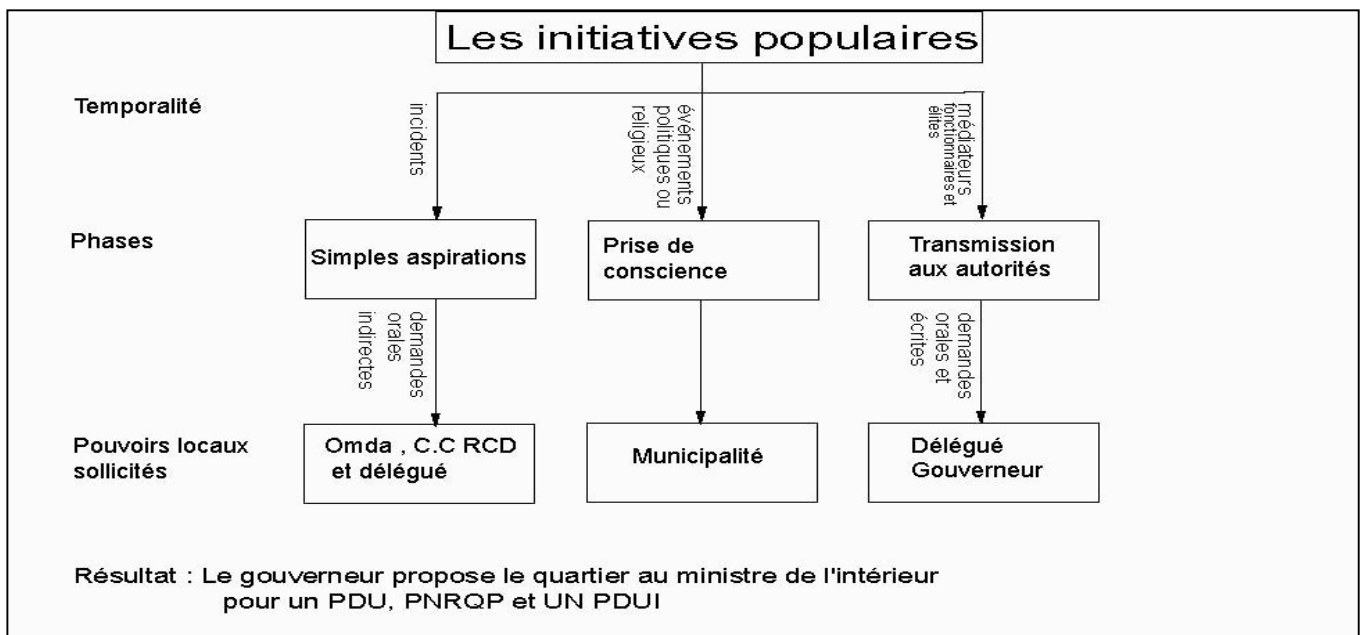 Les initiatives populaires
Temporalité
incidents
événements
politiques ou
religieux
médiateurs
fonctionnaires et
élites
Phases
Simples aspirations
Prise de
conscience
Transmission
aux autorités
demandes
orales
indirectes
demandes
orales et
écrites
Pouvoirs locaux
sollicités
Omda , C.C RCD
et délégué
Municipalité
Délégué
Gouverneur
Résultat : Le gouverneur propose le quartier au ministre de l'intérieur
pour un PDU, PNRQP et UN PDUI